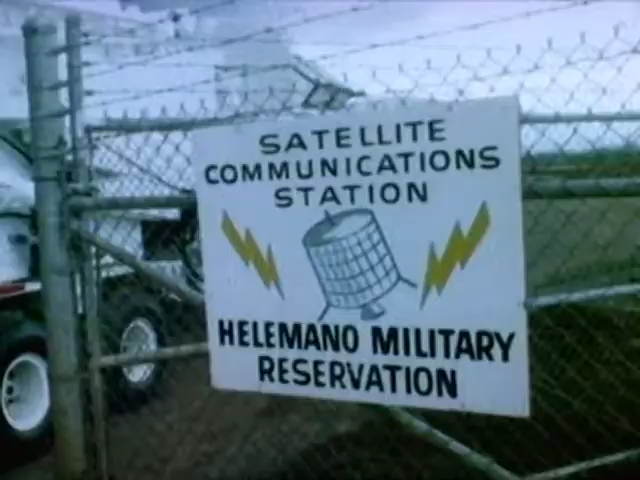 SATELLITE
COMMUNICATIONS
STATION
HELEMANO MILITARY
RESERVATION